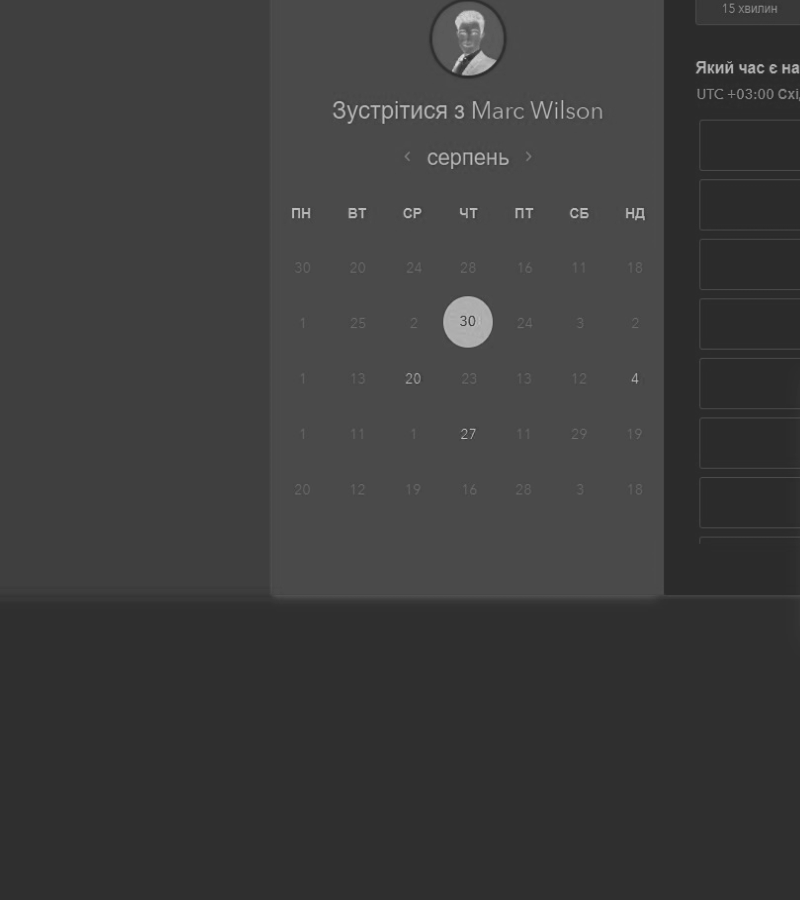 15 хвилин
Зустрітися з Marc Wilson
< серпень >
ПН ВТ СР ЧТ ПТ СБ НД
30 20 24 28 16 11 18
1 25 2 30 24 3 2
1 13 20 23 13 12 4
1 11 1 27 11 29 19
20 12 19 16 28 3 18
Який час є на
UTC +03:00 Схі